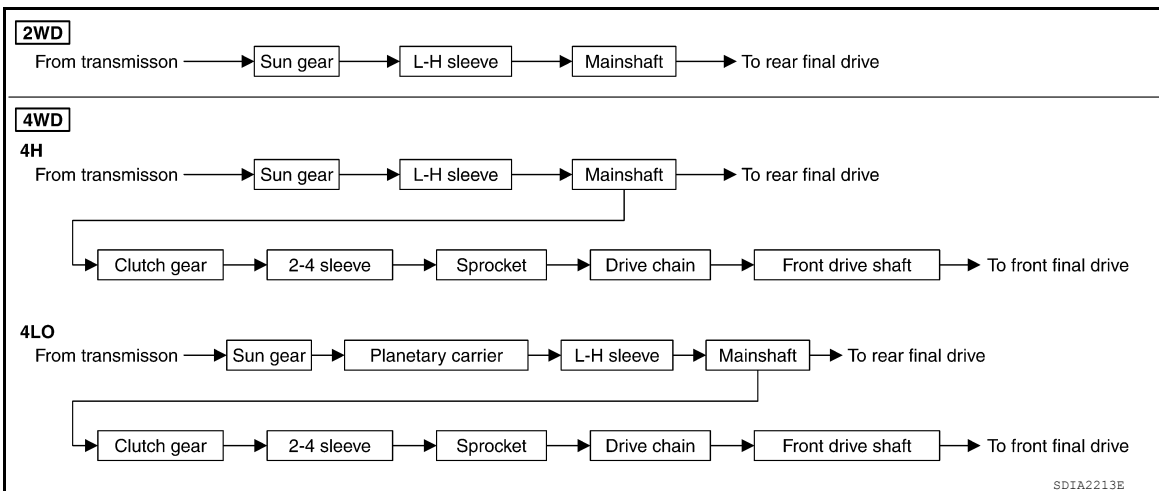 2WD
From transmisson Sun gear L-H sleeve Mainshaft To rear final drive
4WD
4H
From transmisson Sun gear L-H sleeve Mainshaft To rear final drive
Clutch gear 2-4 sleeve Sprocket Drive chain Front drive shaft To front final drive
4LO
From transmisson Sun gear Planetary carrier L-H sleeve Mainshaft To rear final drive
Clutch gear 2-4 sleeve Sprocket Drive chain Front drive shaft To front final drive
SDIA2213E